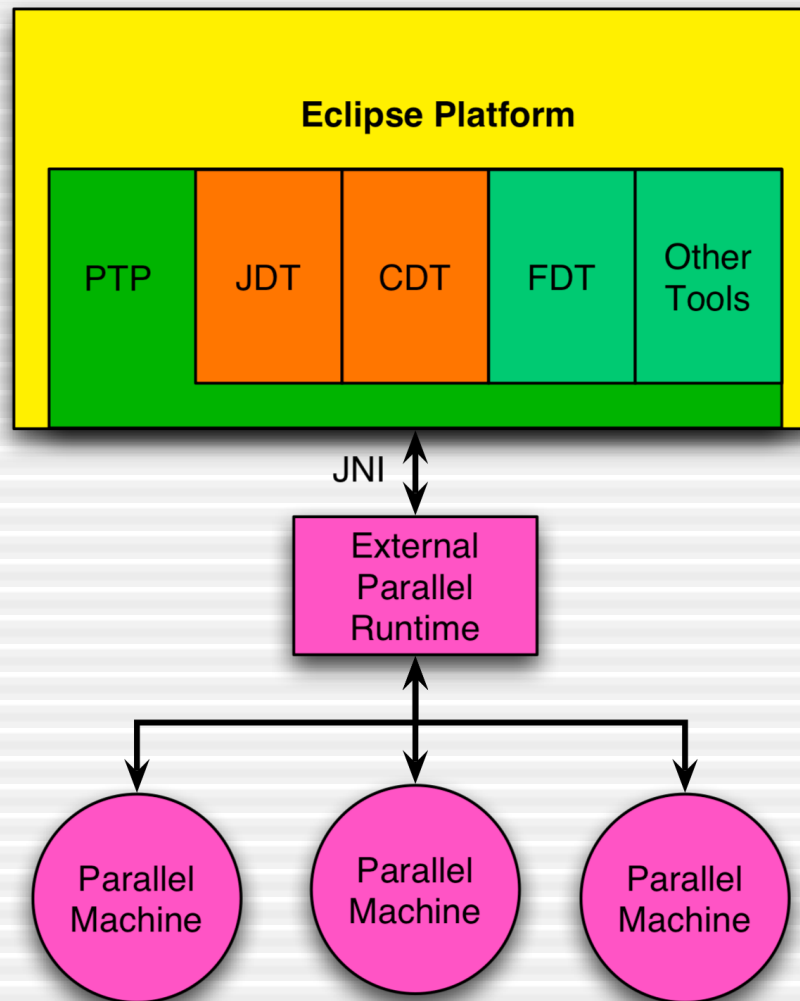 Eclipse Platform
PTP
JDT
CDT
FDT
Other
Tools
JNI
External
Parallel
Runtime
Parallel
Machine
Parallel
Machine
Parallel
Machine